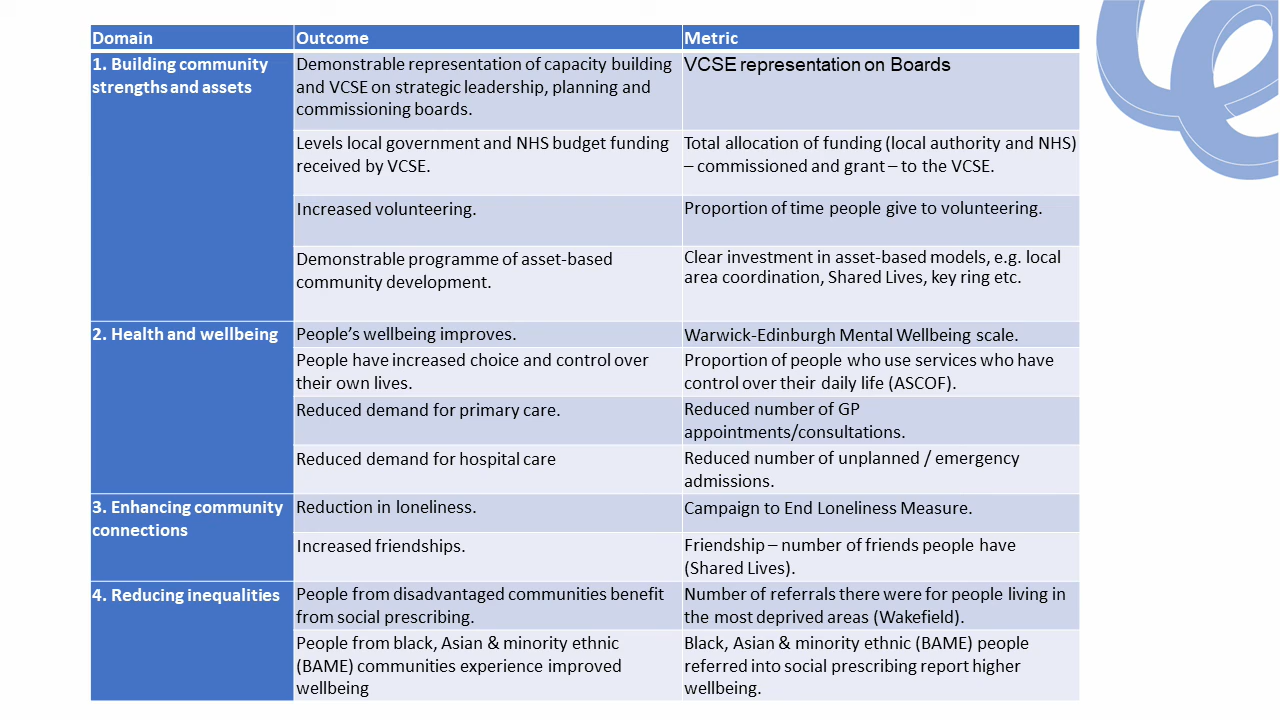 Domain Outcome Metric
1. Building community strengths and assets
Demonstrable representation of capacity building
and VCSE on strategic leadership, planning and
commissioning boards.
VCSE representation on Boards
Levels local government and NHS budget funding
received by VCSE.
Total allocation of funding (local authority and NHS)
– commissioned and grant – to the VCSE.
Increased volunteering.
Proportion of time people give to volunteering.
Demonstrable programme of asset-based
community development.
Clear investment in asset-based models, e.g. local
area coordination, Shared Lives, key ring etc.
2. Health and wellbeing
People’s wellbeing improves.
Warwick-Edinburgh Mental Wellbeing scale.
People have increased choice and control over
their own lives.
Proportion of people who use services who have
control over their daily life (ASCOF).
Reduced demand for primary care.
Reduced number of GP
appointments/consultations.
Reduced demand for hospital care
Reduced number of unplanned / emergency
admissions.
3. Enhancing community
connections
Reduction in loneliness.
Campaign to End Loneliness Measure.
Increased friendships.
Friendship – number of friends people have
(Shared Lives).
4. Reducing inequalities
People from disadvantaged communities benefit
from social prescribing.
Number of referrals there were for people living in
the most deprived areas (Wakefield).
People from black, Asian & minority ethnic
(BAME) communities experience improved
wellbeing
Black, Asian & minority ethnic (BAME) people
referred into social prescribing report higher
wellbeing.